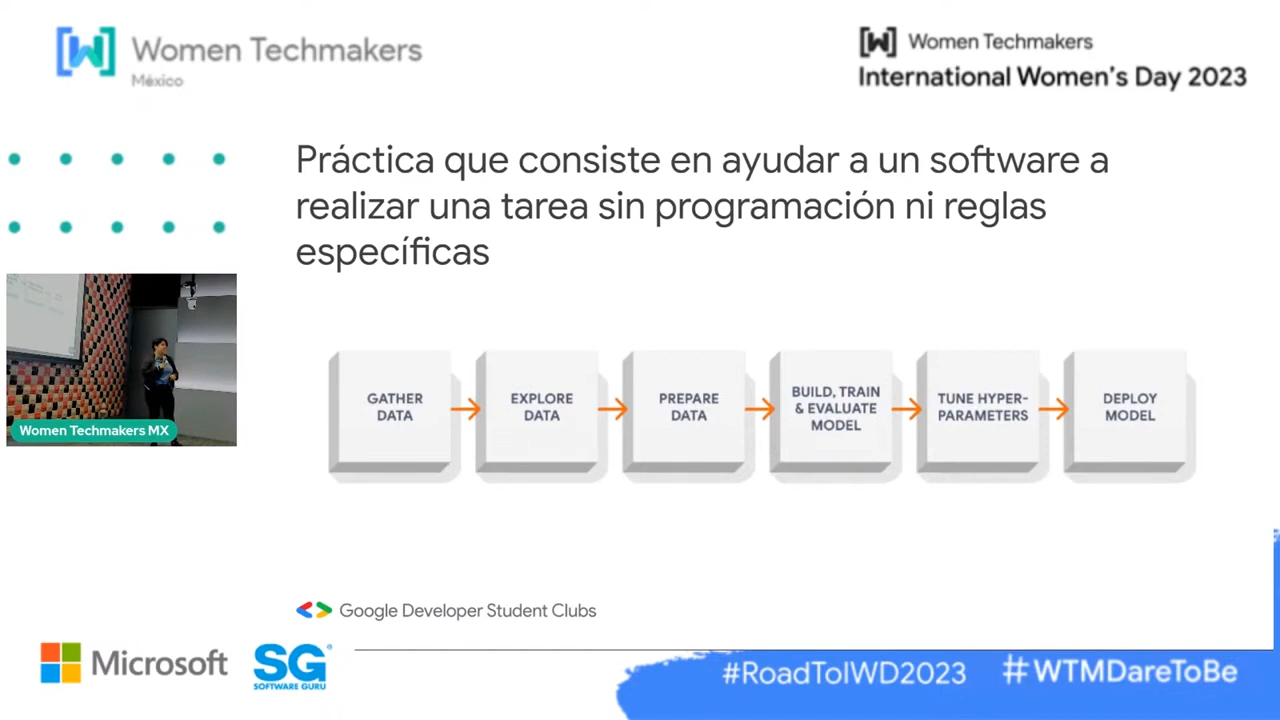 Women Techmakers
México
Women Techmakers
International Women's Day 2023
Práctica que consiste en ayudar a un software a
realizar una tarea sin programación ni reglas
específicas
Women Techmakers MX
GATHER
DATA
EXPLORE
DATA
PREPARE
DATA
BUILD, TRAIN
& EVALUATE
MODEL
TUNE HYPER-
PARAMETERS
DEPLOY
MODEL
Google Developer Student Clubs
Microsoft
SG
SOFTWARE GURU
#RoadToIWD2023
#WTMDareToBe